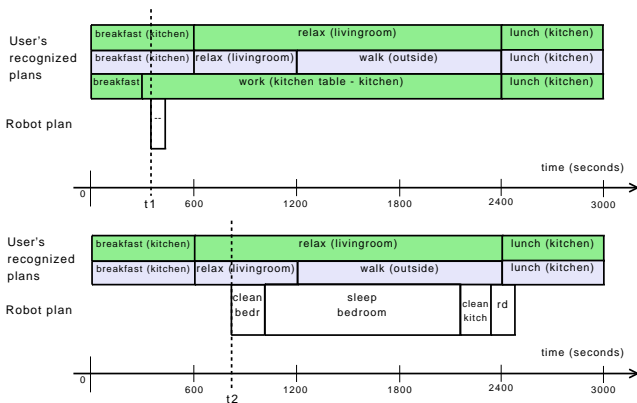 breakfast (kitchen) relax (livingroom) lunch (kitchen)
User's
recognized
plans
breakfast (kitchen) relax (livingroom) walk (outside) lunch (kitchen)
breakfast work (kitchen table - kitchen) lunch (kitchen)
Robot plan --
time (seconds)
0 t1 600 1200 1800 2400 3000
User's
recognized
plans
breakfast (kitchen) relax (livingroom) lunch (kitchen)
breakfast (kitchen) relax (livingroom) walk (outside) lunch (kitchen)
Robot plan
clean
bedr
sleep
bedroom
clean
kitch
rd
time (seconds)
0 600 t2 1200 1800 2400 3000